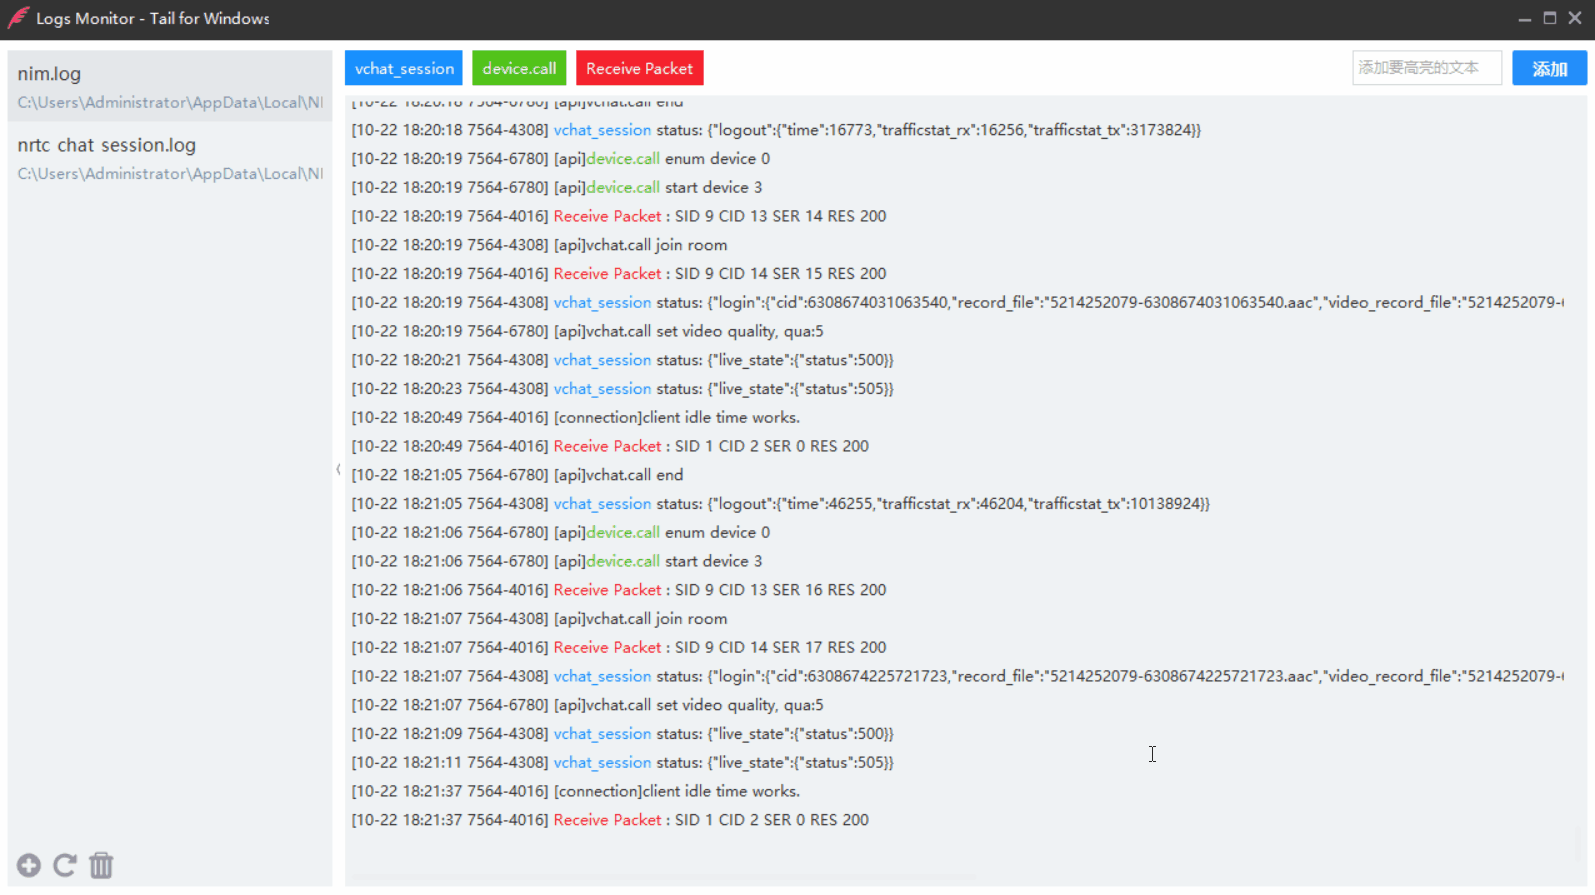 Logs Monitor - Tail for Windows
nim.log
C:\Users\Administrator\AppData\Local\NI
nrtc chat session.log
C:\Users\Administrator\AppData\Local\NI
vchat_session device.call Receive Packet
添加要高亮的文本 添加
[10-22 18:20:18 7564-6780] [api]vchat.call end
[10-22 18:20:18 7564-4308] vchat_session status: {"logout":{"time":16773,"trafficstat_rx":16256,"trafficstat_tx":3173824}}
[10-22 18:20:19 7564-6780] [api]device.call enum device 0
[10-22 18:20:19 7564-6780] [api]device.call start device 3
[10-22 18:20:19 7564-4016] Receive Packet : SID 9 CID 13 SER 14 RES 200
[10-22 18:20:19 7564-4308] [api]vchat.call join room
[10-22 18:20:19 7564-4016] Receive Packet : SID 9 CID 14 SER 15 RES 200
[10-22 18:20:19 7564-4308] vchat_session status: {"login":{"cid":6308674031063540,"record_file":"5214252079-6308674031063540.aac","video_record_file":"5214252079-
[10-22 18:20:19 7564-6780] [api]vchat.call set video quality, qua:5
[10-22 18:20:21 7564-4308] vchat_session status: {"live_state":{"status":500}}
[10-22 18:20:23 7564-4308] vchat_session status: {"live_state":{"status":505}}
[10-22 18:20:49 7564-4016] [connection]client idle time works.
[10-22 18:20:49 7564-4016] Receive Packet : SID 1 CID 2 SER 0 RES 200
[10-22 18:21:05 7564-6780] [api]vchat.call end
[10-22 18:21:05 7564-4308] vchat_session status: {"logout":{"time":46255,"trafficstat_rx":46204,"trafficstat_tx":10138924}}
[10-22 18:21:06 7564-6780] [api]device.call enum device 0
[10-22 18:21:06 7564-6780] [api]device.call start device 3
[10-22 18:21:06 7564-4016] Receive Packet : SID 9 CID 13 SER 16 RES 200
[10-22 18:21:07 7564-4308] [api]vchat.call join room
[10-22 18:21:07 7564-4016] Receive Packet : SID 9 CID 14 SER 17 RES 200
[10-22 18:21:07 7564-4308] vchat_session status: {"login":{"cid":6308674225721723,"record_file":"5214252079-6308674225721723.aac","video_record_file":"5214252079-
[10-22 18:21:07 7564-6780] [api]vchat.call set video quality, qua:5
[10-22 18:21:09 7564-4308] vchat_session status: {"live_state":{"status":500}}
[10-22 18:21:11 7564-4308] vchat_session status: {"live_state":{"status":505}}
[10-22 18:21:37 7564-4016] [connection]client idle time works.
[10-22 18:21:37 7564-4016] Receive Packet : SID 1 CID 2 SER 0 RES 200